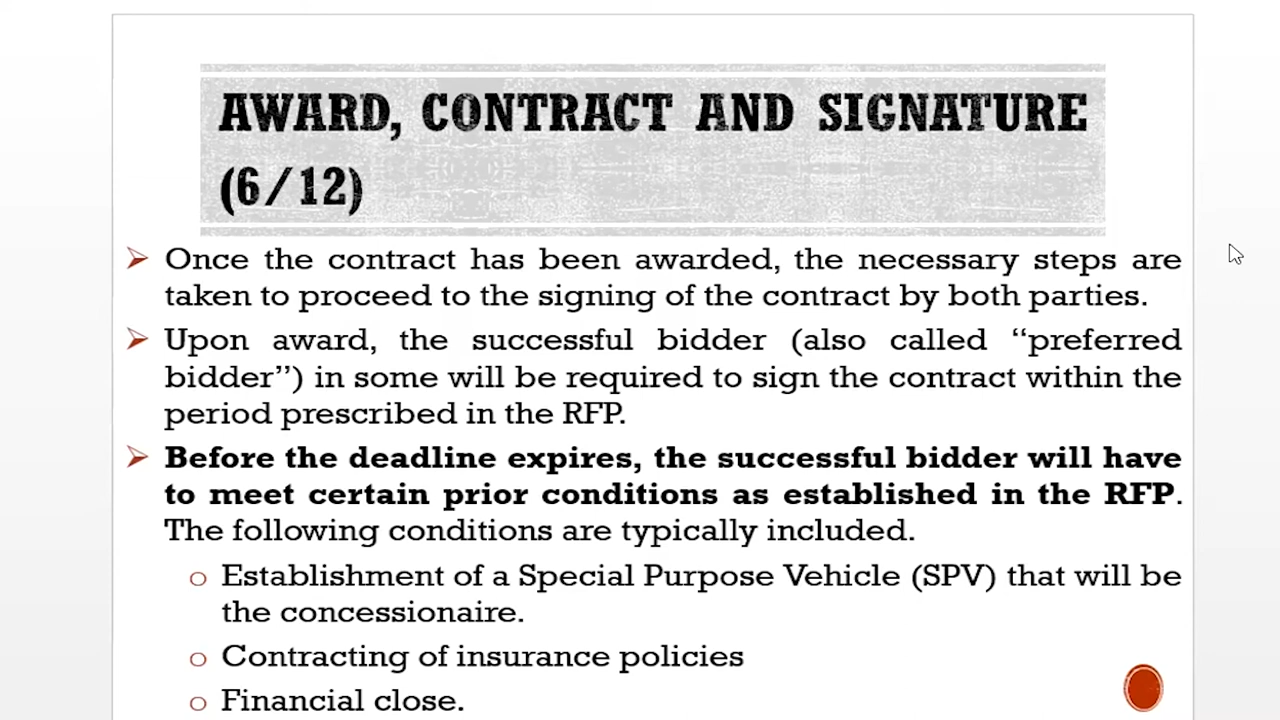 AWARD, CONTRACT AND SIGNATURE
(6/12)
Once the contract has been awarded, the necessary steps are
taken to proceed to the signing of the contract by both parties.
Upon award, the successful bidder (also called “preferred
bidder”) in some will be required to sign the contract within the
period prescribed in the RFP.
Before the deadline expires, the successful bidder will have
to meet certain prior conditions as established in the RFP.
The following conditions are typically included.
Establishment of a Special Purpose Vehicle (SPV) that will be
the concessionaire.
Contracting of insurance policies
Financial close.